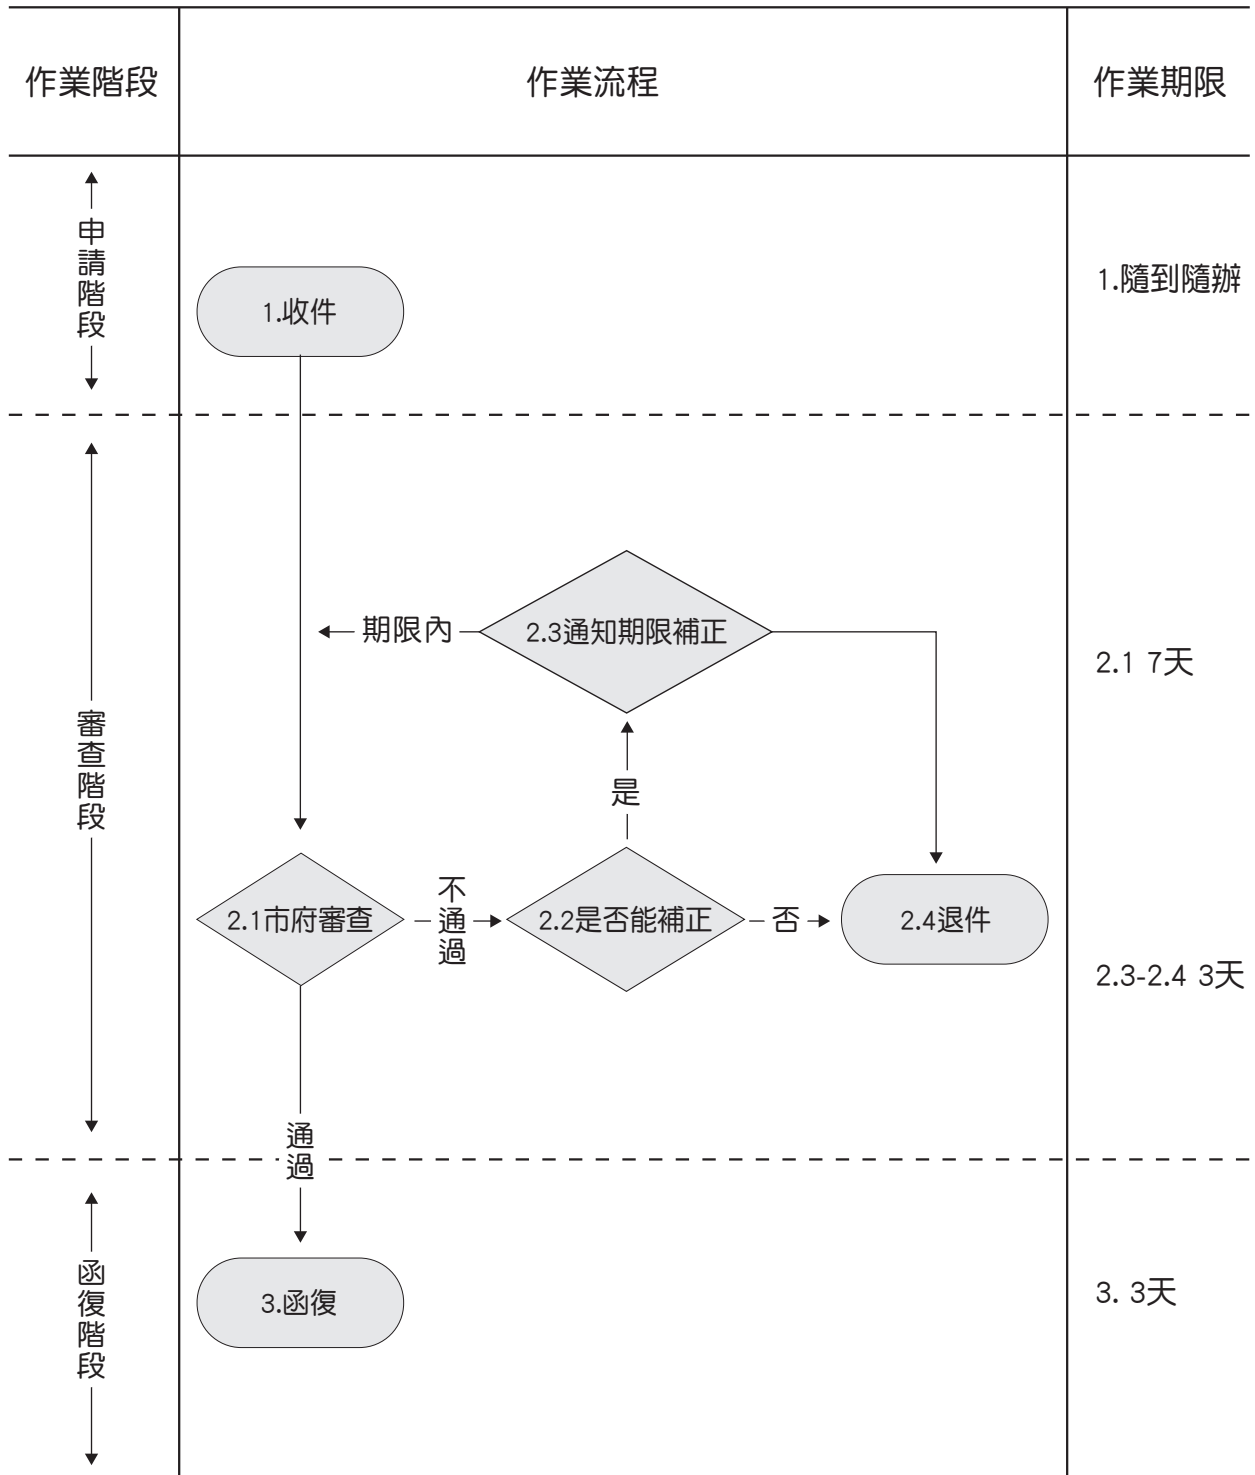 作業階段
作業流程
作業期限
申請階段
1.收件
1.隨到隨辦
審查階段
期限內
2.3通知期限補正
2.1 7天
是
2.1市府審查
不通過
2.2是否能補正
否
2.4退件
2.3-2.4 3天
通過
函復階段
3.函復
3. 3天